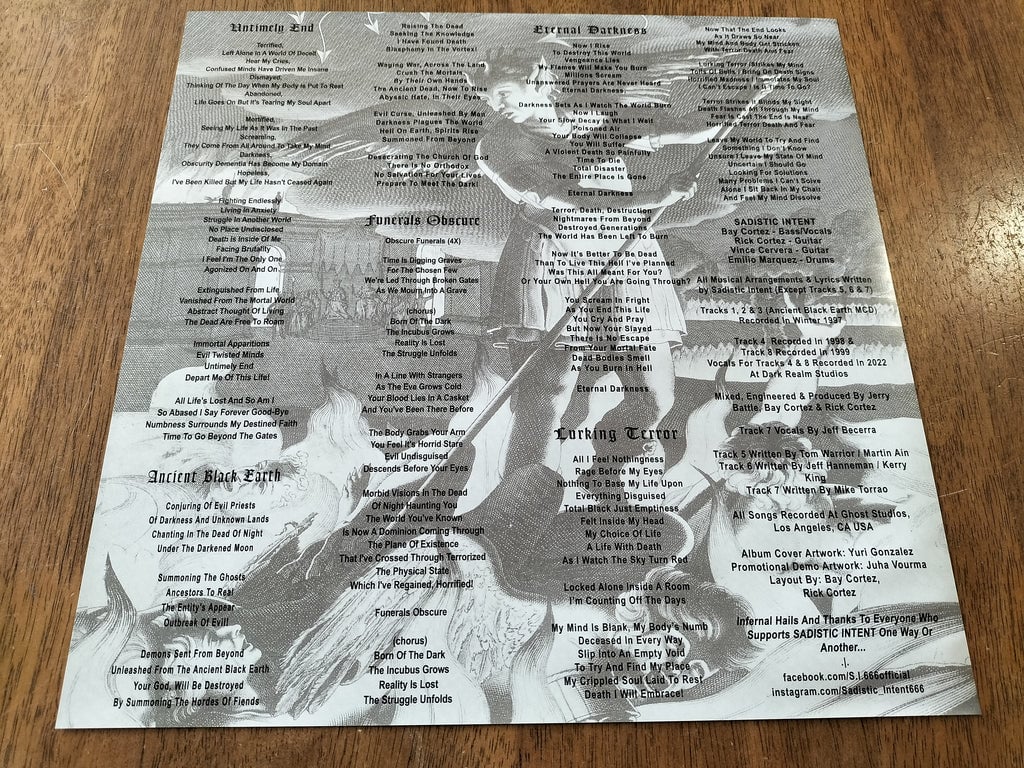 Untimely End
Terrified,
Left Alone In A World Of Deceit,
Hear My Cries,
Confused Minds Have Driven Me Insane
Dismayed,
Thinking Of The Day When My Body Is Put To Rest
Abandoned,
Life Goes On But It's Tearing My Soul Apart
Mortified,
Seeing My Life As It Was In The Past
Screaming,
They Come From All Around To Take My Mind
Darkness,
Obscurity Dementia Has Become My Domain
Hopeless,
I've Been Killed But My Life Hasn't Ceased Again
Fighting Endlessly
Living In Anxiety
Struggle In Another World
No Place Undisclosed
Death Is Inside Of Me
Facing Brutality
I Feel I'm The Only One
Agonized On And On
Extinguished From Life
Vanished From The Mortal World
Abstract Thought Of Living
The Dead Are Free To Roam
Immortal Apparitions
Evil Twisted Minds
Untimely End
Depart Me Of This Life!
All Life's Lost And So Am I
So Abased I Say Forever Good-Bye
Numbness Surrounds My Destined Faith
Time To Go Beyond The Gates
Ancient Black Earth
Conjuring Of Evil Priests
Of Darkness And Unknown Lands
Chanting In The Dead Of Night
Under The Darkened Moon
Summoning The Ghosts
Ancestors To Real
The Entity's Appear
Outbreak Of Evil!
Demons Sent From Beyond
Unleashed From The Ancient Black Earth
Your God, Will Be Destroyed
By Summoning The Hordes Of Fiends
Raising The Dead
Seeking The Knowledge
I Have Found Death
Blasphemy In The Vortex!
Waging War, Across The Land
Crush The Mortals
By Their Own Hands
The Ancient Dead, Now To Rise
Abyssic Hate, In Their Eyes
Evil Curse, Unleashed By Man
Darkness Plagues The World
Hell On Earth, Spirits Rise
Summoned From Beyond
Desecrating The Church Of God
There Is No Orthodox
No Salvation For Your Lives
Prepare To Meet The Dark!
Funerals Obscure
Obscure Funerals (4X)
Time Is Digging Graves
For The Chosen Few
We're Led Through Broken Gates
As We Mourn Into A Grave
(chorus)
Born Of The Dark
The Incubus Grows
Reality Is Lost
The Struggle Unfolds
In A Line With Strangers
As The Eva Grows Cold
Your Blood Lies In A Casket
And You've Been There Before
The Body Grabs Your Arm
You Feel It's Horrid Stare
Evil Undisguised
Descends Before Your Eyes
Morbid Visions In The Dead
Of Night Haunting You
The World You've Known
Is Now A Dominion Coming Through
The Plane Of Existence
That I've Crossed Through Terrorized
The Physical State
Which I've Regained, Horrified!
Funerals Obscure
(chorus)
Born Of The Dark
The Incubus Grows
Reality Is Lost
The Struggle Unfolds
Eternal Darkness
Now I Rise
To Destroy This World
Vengeance Lies
My Flames Will Make You Burn
Millions Scream
Unanswered Prayers Are Never Heard
Eternal Darkness
Darkness Sets As I Watch The World Burn
Now I Laugh
Your Slow Decay Is What I Wait
Poisoned Air
Your Body Will Collapse
You Will Suffer
A Violent Death So Painfully
Time To Die
Total Disaster
The Entire Place Is Gone
Eternal Darkness
Terror, Death, Destruction
Nightmares From Beyond
Destroyed Generations
The World Has Been Left To Burn
Now It's Better To Be Dead
Than To Live This Hell I've Planned
Was This All Meant For You?
Or Your Own Hell You Are Going Through?
You Scream In Fright
As You End This Life
You Cry And Pray
But Now Your Slayed
There Is No Escape
From Your Mortal Fate
Dead Bodies Smell
As You Burn In Hell
Eternal Darkness
Lurking Terror
All I Feel Nothingness
Rage Before My Eyes
Nothing To Base My Life Upon
Everything Disguised
Total Black Just Emptiness
Felt Inside My Head
My Choice Of Life
A Life With Death
As I Watch The Sky Turn Red
Locked Alone Inside A Room
I'm Counting Off The Days
My Mind Is Blank, My Body's Numb
Deceased In Every Way
Slip Into An Empty Void
To Try And Find My Place
My Crippled Soul Laid To Rest
Death I Will Embrace!
Now That The End Looks
As It Draws So Near
My Mind And Body Get Stricken
With Terror Death And Fear
Lurking Terror /Strikes My Mind
Tolls Of Bells / Bring On Death Signs
Horrified Madness / Insulates My Soul
I Can't Escape / Is It Time To Go?
Terror Strikes It Blinds My Sight
Death Flashes All Through My Mind
Fear Is Cast The End Is Near
Horrified Terror Death And Fear
Leave My World To Try And Find
Something I Don't Know
Unsure I Leave My State Of Mind
Uncertain I Should Go
Looking For Solutions
Many Problems I Can't Solve
Alone I Sit Back In My Chair
And Feel My Mind Dissolve
SADISTIC INTENT
Bay Cortez - Bass/Vocals
Rick Cortez - Guitar
Vince Cervera - Guitar
Emilio Marquez - Drums
All Musical Arrangements & Lyrics Written
by Sadistic Intent (Except Tracks 5, 6 & 7)
Tracks 1, 2 & 3 (Ancient Black Earth MCD)
Recorded In Winter 1997
Track 4 Recorded In 1998 &
Track 8 Recorded In 1999
Vocals For Tracks 4 & 8 Recorded In 2022
At Dark Realm Studios
Mixed, Engineered & Produced By Jerry
Battle, Bay Cortez & Rick Cortez
Track 7 Vocals By Jeff Becerra
Track 5 Written By Tom Warrior / Martin Ain
Track 6 Written By Jeff Hanneman / Kerry
King
Track 7 Written By Mike Torrao
All Songs Recorded At Ghost Studios,
Los Angeles, CA USA
Album Cover Artwork: Yuri Gonzalez
Promotional Demo Artwork: Juha Vourma
Layout By: Bay Cortez,
Rick Cortez
Infernal Hails And Thanks To Everyone Who
Supports SADISTIC INTENT One Way Or
Another...
.|.
facebook.com/S.I.666official
instagram.com/Sadistic_Intent666